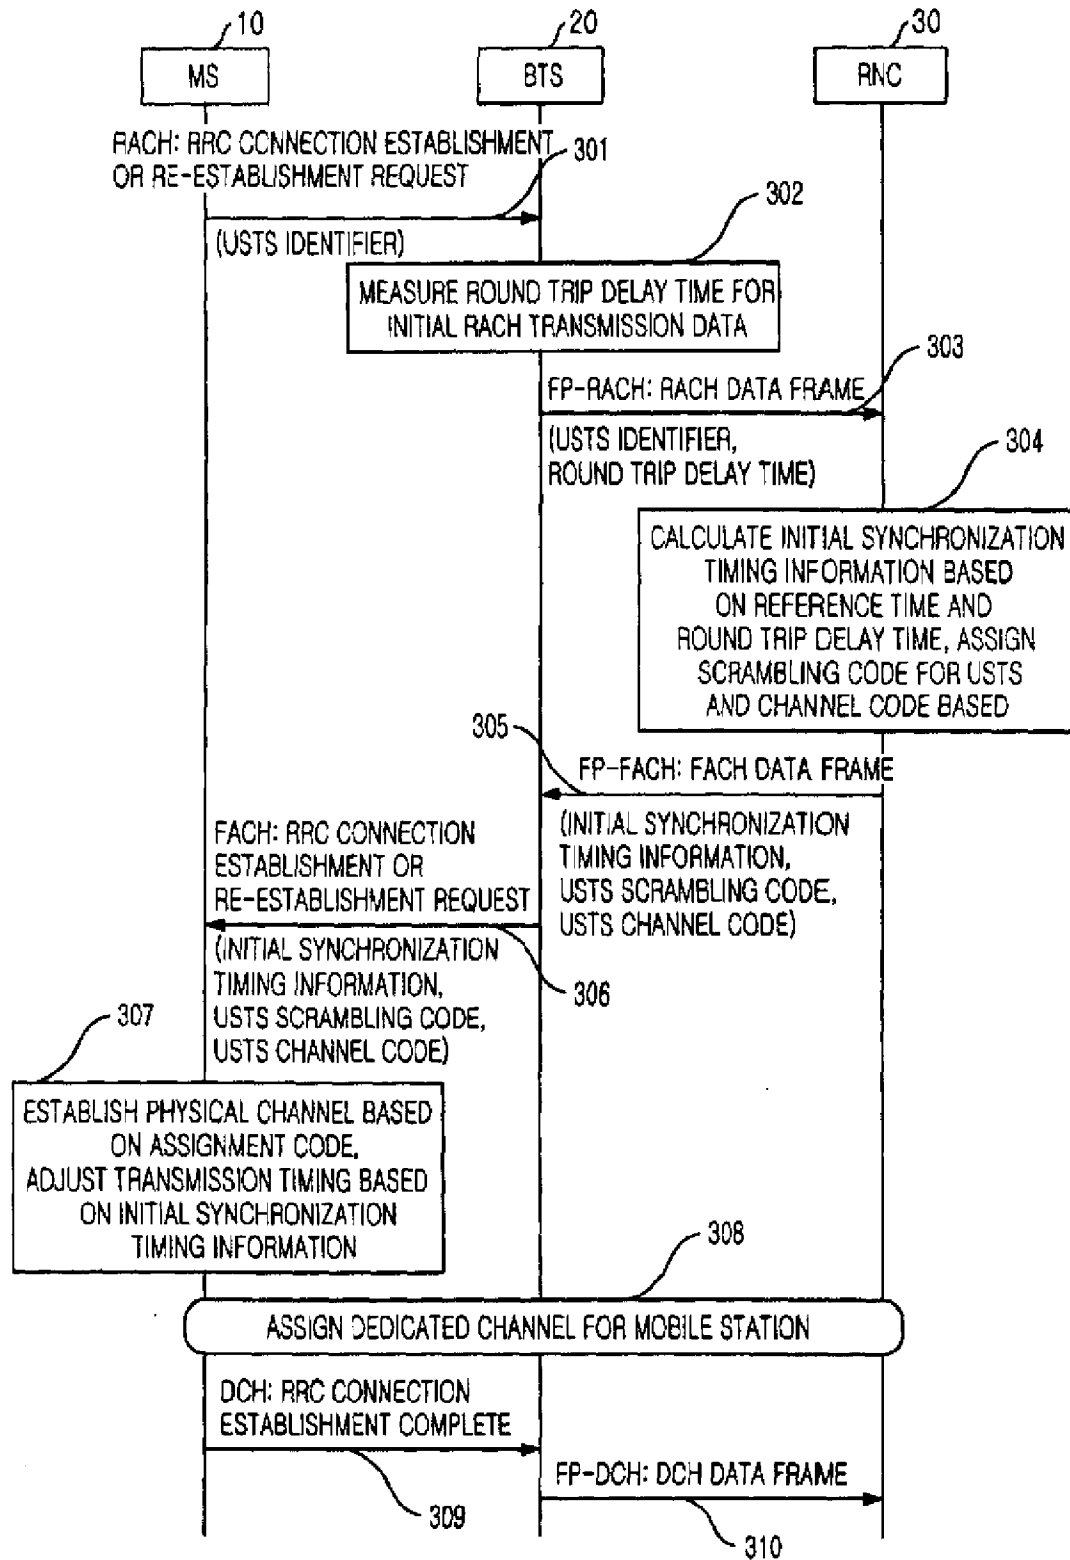 10
20
30
MS
BTS
RNC
RACH: RRC CONNECTION ESTABLISHMENT
OR RE-ESTABLISHMENT REQUEST
301
(USTS IDENTIFIER)
302
MEASURE ROUND TRIP DELAY TIME FOR
INITIAL RACH TRANSMISSION DATA
303
FP-RACH: RACH DATA FRAME
(USTS IDENTIFIER,
ROUND TRIP DELAY TIME)
304
CALCULATE INITIAL SYNCHRONIZATION
TIMING INFORMATION BASED
ON REFERENCE TIME AND
ROUND TRIP DELAY TIME, ASSIGN
SCRAMBLING CODE FOR USTS
AND CHANNEL CODE BASED
305
FP-FACH: FACH DATA FRAME
(INITIAL SYNCHRONIZATION
TIMING INFORMATION,
USTS SCRAMBLING CODE,
USTS CHANNEL CODE)
FACH: RRC CONNECTION
ESTABLISHMENT OR
RE-ESTABLISHMENT REQUEST
(INITIAL SYNCHRONIZATION
TIMING INFORMATION,
USTS SCRAMBLING CODE,
USTS CHANNEL CODE)
306
307
ESTABLISH PHYSICAL CHANNEL BASED
ON ASSIGNMENT CODE,
ADJUST TRANSMISSION TIMING BASED
ON INITIAL SYNCHRONIZATION
TIMING INFORMATION
308
ASSIGN DEDICATED CHANNEL FOR MOBILE STATION
DCH: RRC CONNECTION
ESTABLISHMENT COMPLETE
309
FP-DCH: DCH DATA FRAME
310